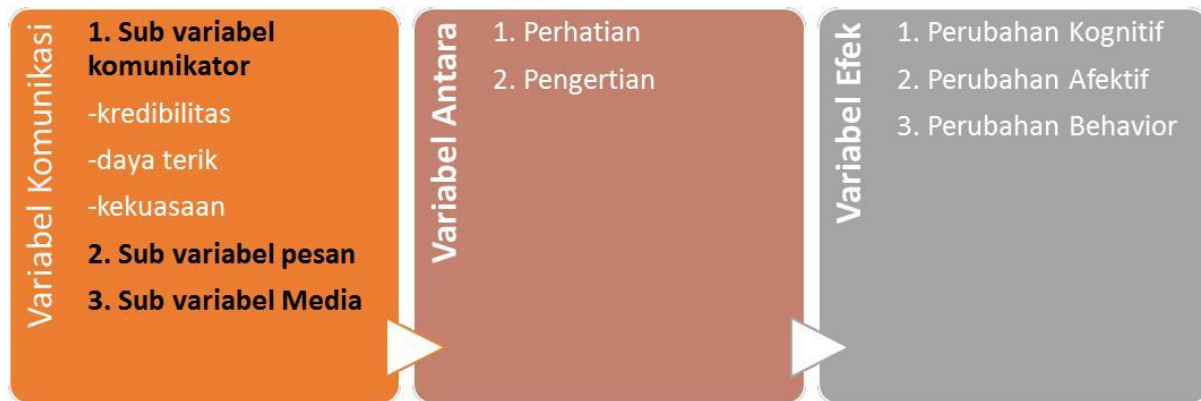 Variabel Komunikasi
1. Sub variabel
komunikator
-kredibilitas
-daya terik
-kekuasaan
2. Sub variabel pesan
3. Sub variabel Media
Variabel Antara
1. Perhatian
2. Pengertian
Variabel Efek
1. Perubahan Kognitif
2. Perubahan Afektif
3. Perubahan Behavior